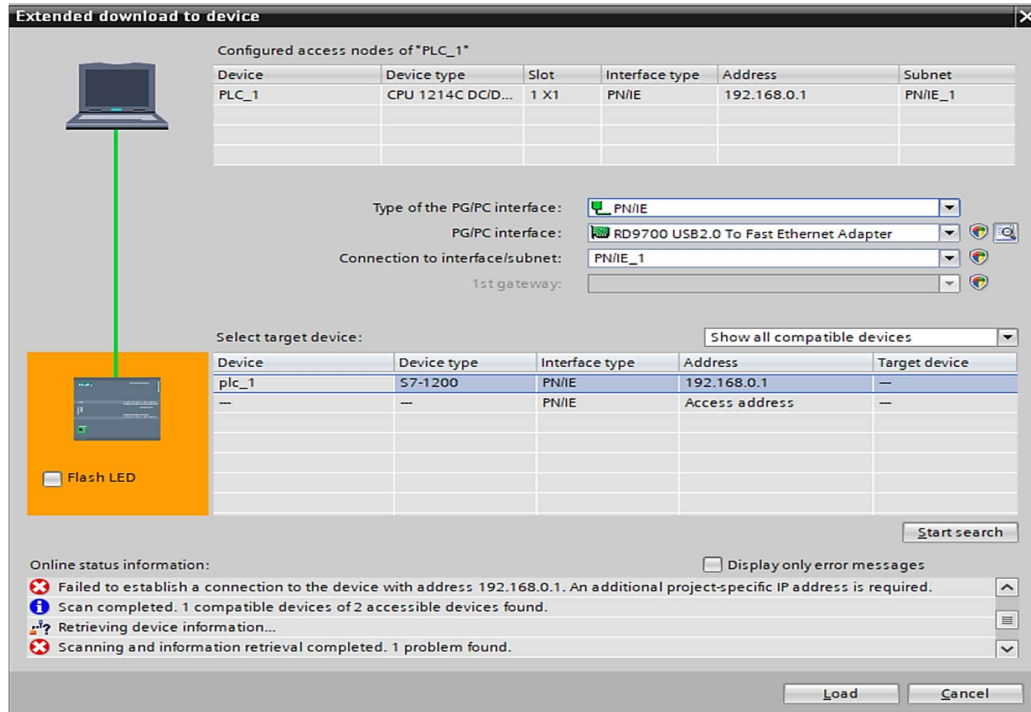 Extended download to device
Configured access nodes of "PLC_1"
Device Device type Slot Interface type Address Subnet
PLC_1 CPU 1214C DC/D... 1 X1 PN/IE 192.168.0.1 PN/IE_1
Type of the PG/PC interface: PN/IE
PG/PC interface: RD9700 USB2.0 To Fast Ethernet Adapter
Connection to interface/subnet: PN/IE_1
1st gateway:
Select target device: Show all compatible devices
Device Device type Interface type Address Target device
plc_1 S7-1200 PN/IE 192.168.0.1 —
— — PN/IE Access address —
Flash LED
Start search
Online status information: Display only error messages
Failed to establish a connection to the device with address 192.168.0.1. An additional project-specific IP address is required.
Scan completed. 1 compatible devices of 2 accessible devices found.
Retrieving device information...
Scanning and information retrieval completed. 1 problem found.
Load Cancel